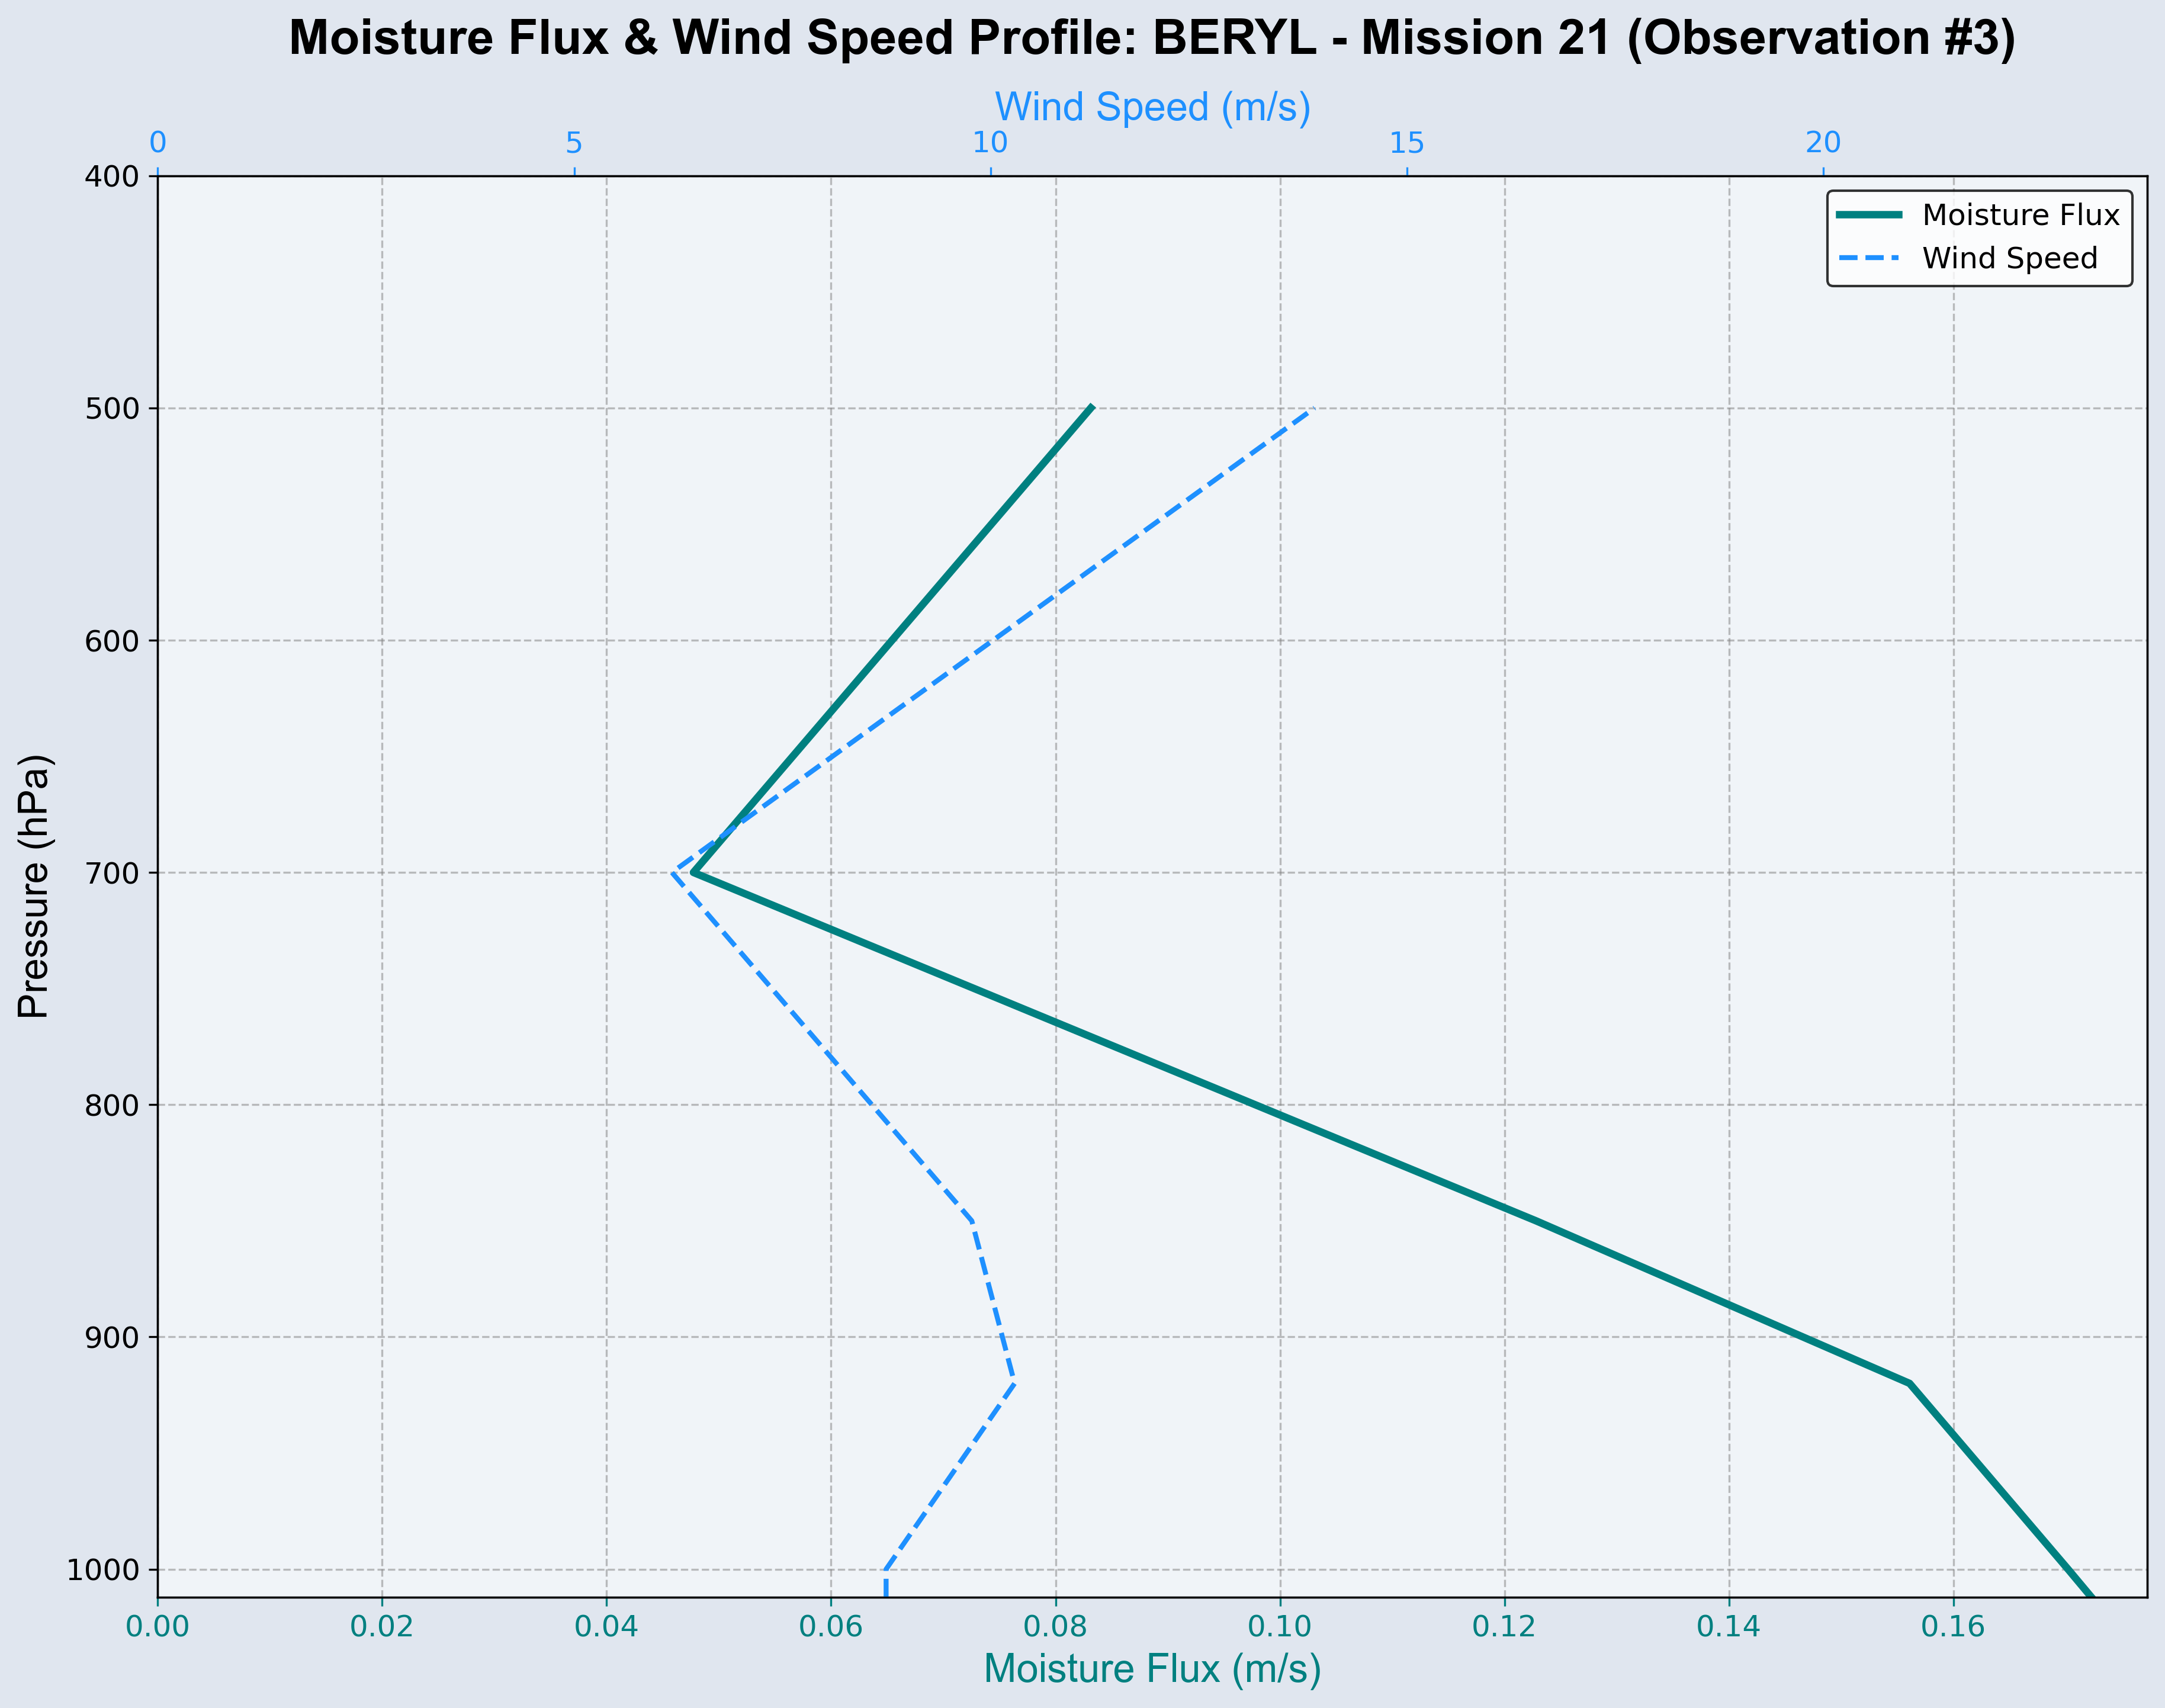 Moisture Flux & Wind Speed Profile: BERYL - Mission 21 (Observation #3)
Wind Speed (m/s)
0 5 10 15 20
Moisture Flux
Wind Speed
400
500
600
700
800
900
1000
Pressure (hPa)
0.00 0.02 0.04 0.06 0.08 0.10 0.12 0.14 0.16
Moisture Flux (m/s)